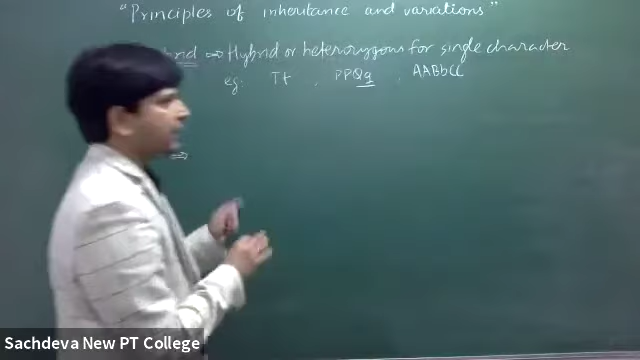 "Principles of inheritance and variations"
⇒ Hybrid or heterozygous for single character
eg: Tt , PPQq , AABbCC
⇒
Sachdeva New PT College